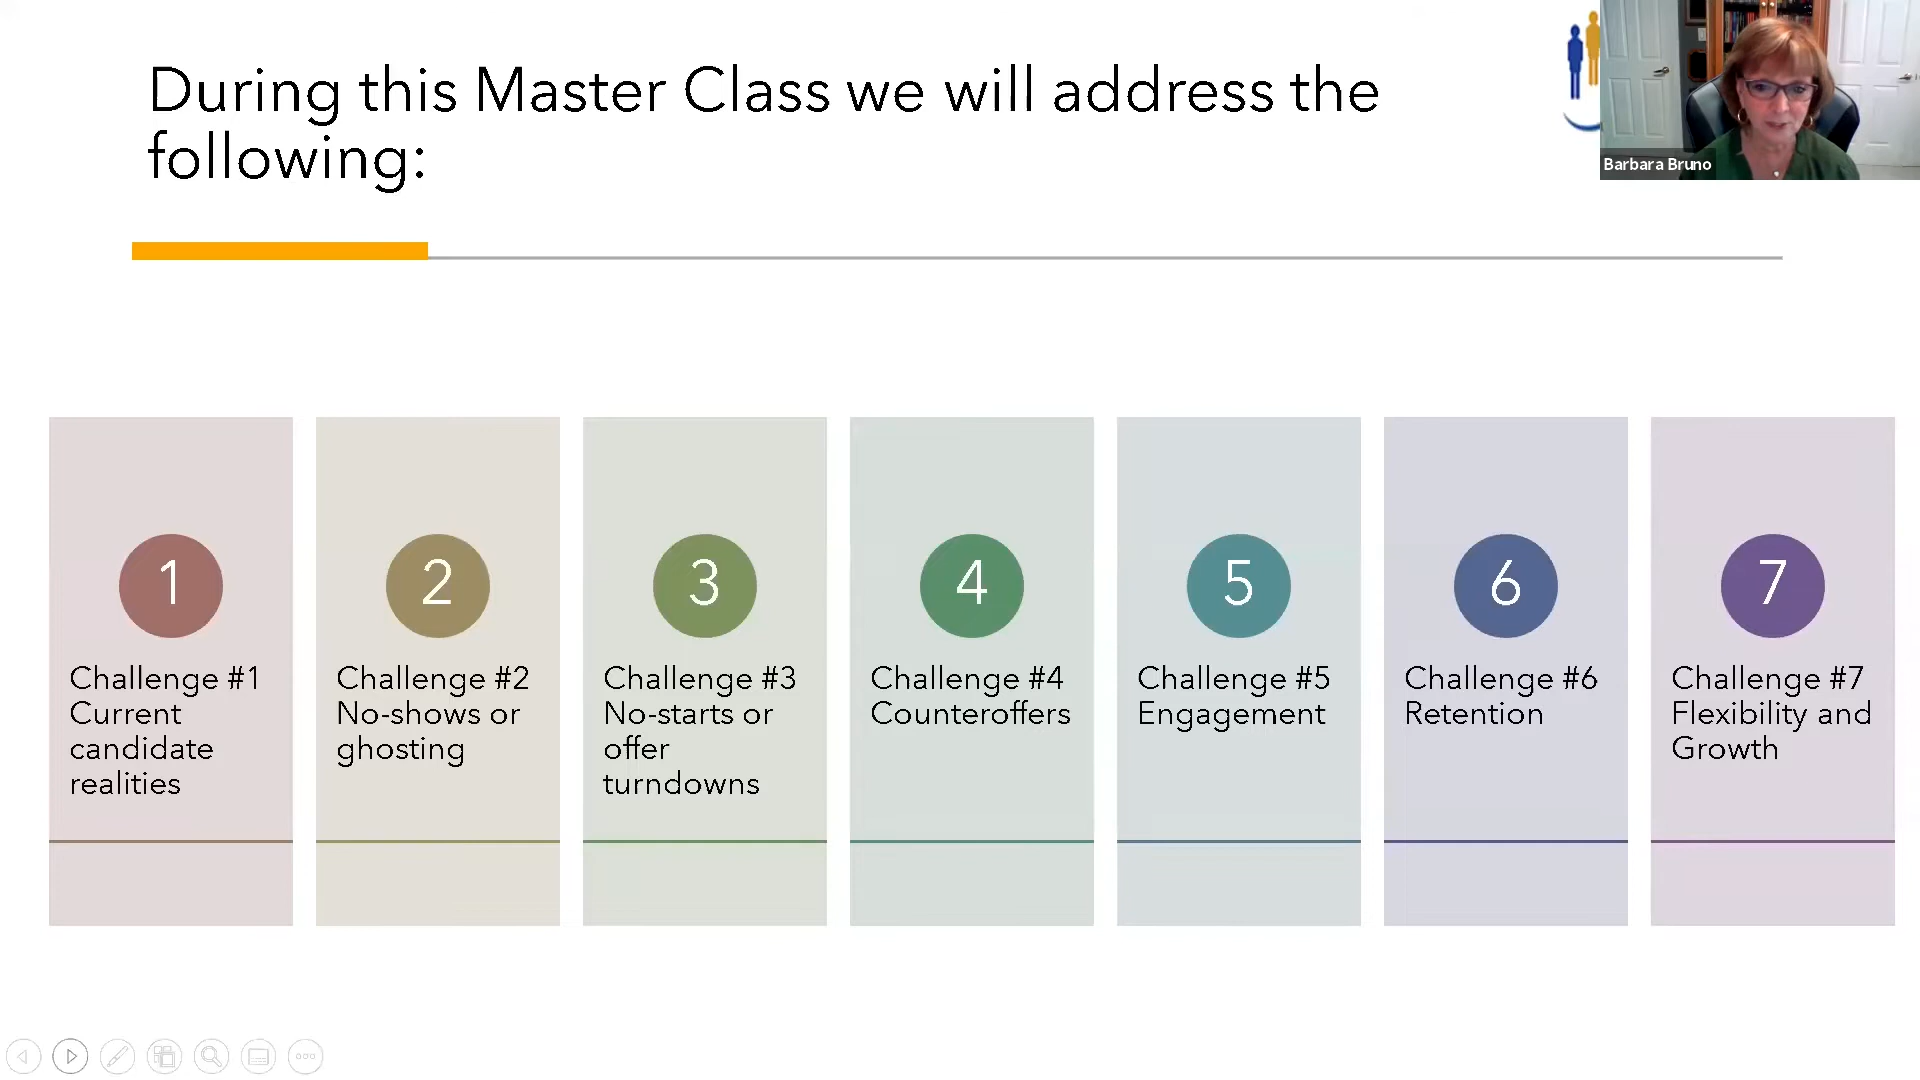 During this Master Class we will address the
following:
Barbara Bruno
1
Challenge #1
Current
candidate
realities
2
Challenge #2
No-shows or
ghosting
3
Challenge #3
No-starts or
offer
turndowns
4
Challenge #4
Counteroffers
5
Challenge #5
Engagement
6
Challenge #6
Retention
7
Challenge #7
Flexibility and
Growth